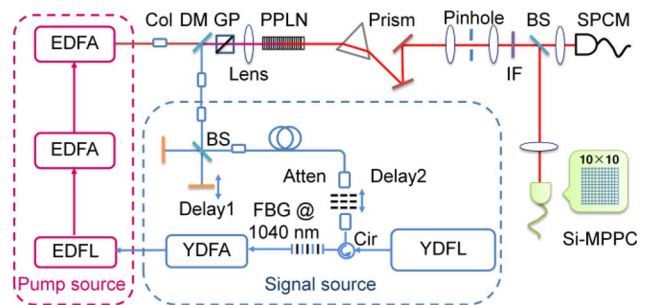 Col DM GP PPLN Prism Pinhole BS SPCM
EDFA
Lens
IF
BS
EDFA
10×10
Atten
Delay2
Delay1
FBG @
1040 nm
Cir
Si-MPPC
EDFL
YDFA
YDFL
Pump source
Signal source